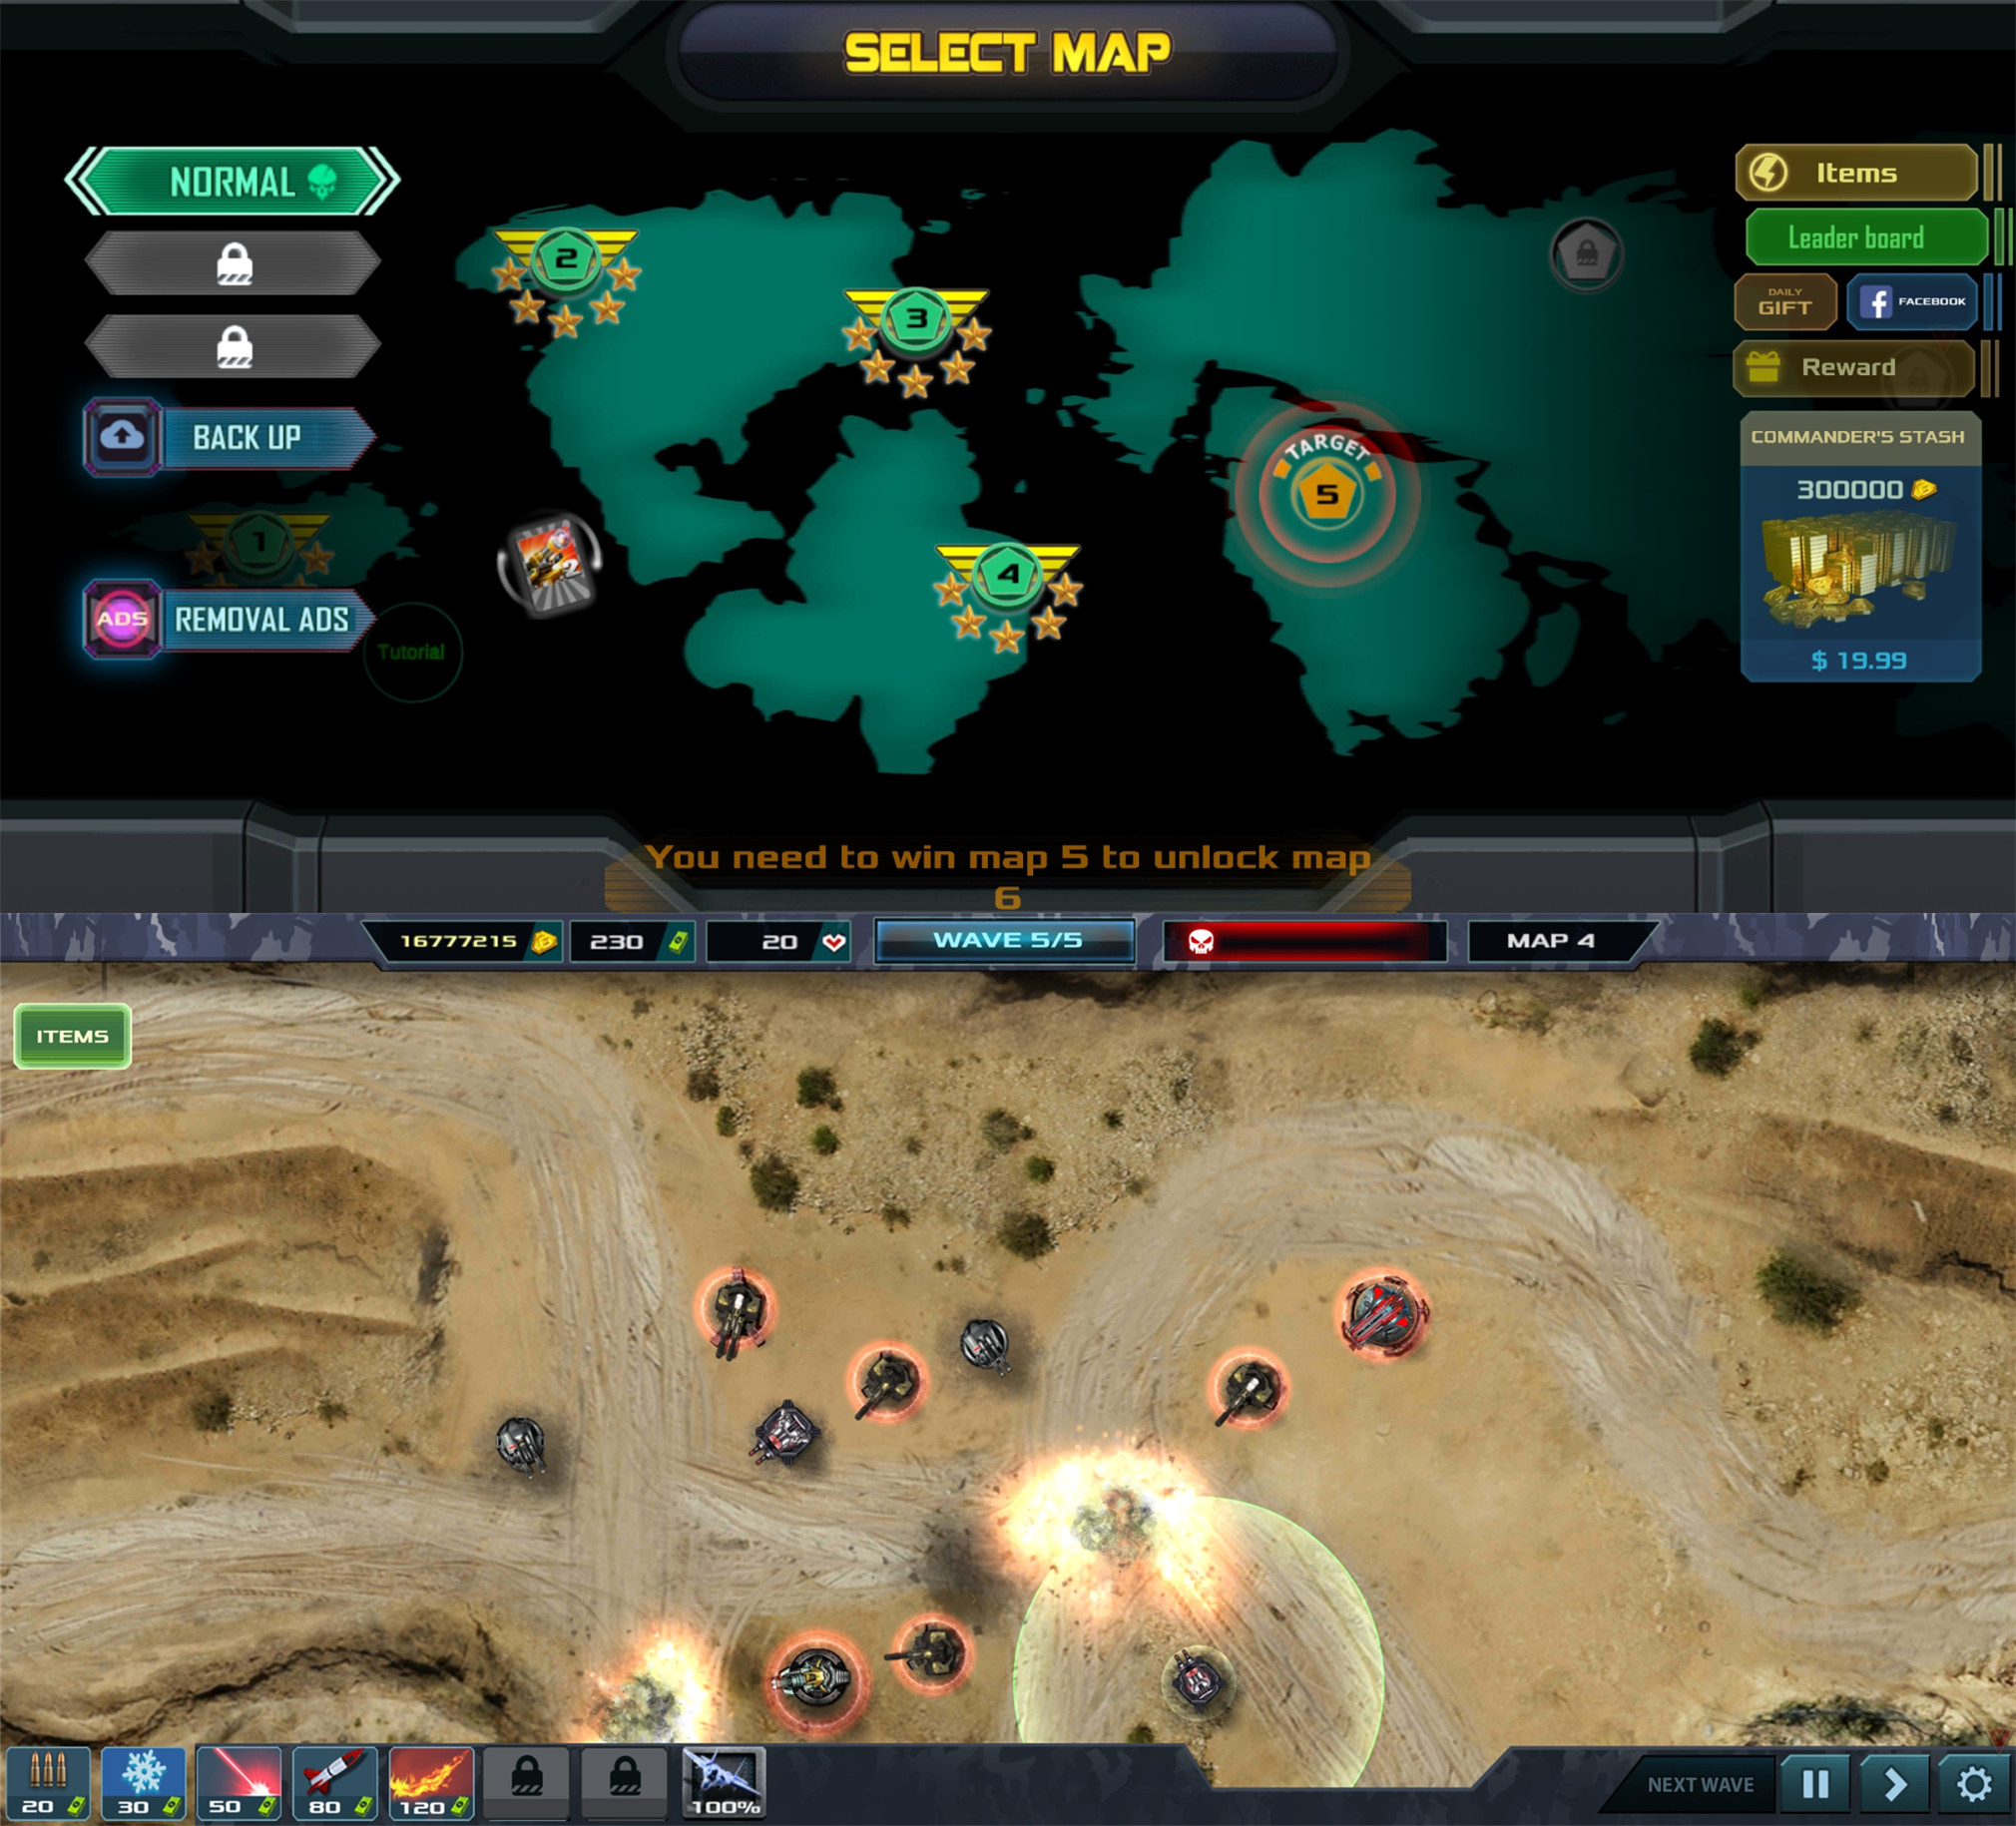 SELECT MAP
NORMAL
Items
Leader board
DAILY
GIFT
FACEBOOK
Reward
2
3
TARGET
5
BACK UP
COMMANDER'S STASH
300000
1
2
4
ADS
REMOVAL ADS
Tutorial
$ 19.99
You need to win map 5 to unlock map
6
16777215
230
20
WAVE 5/5
MAP 4
ITEMS
20
30
50
80
120
100%
NEXT WAVE